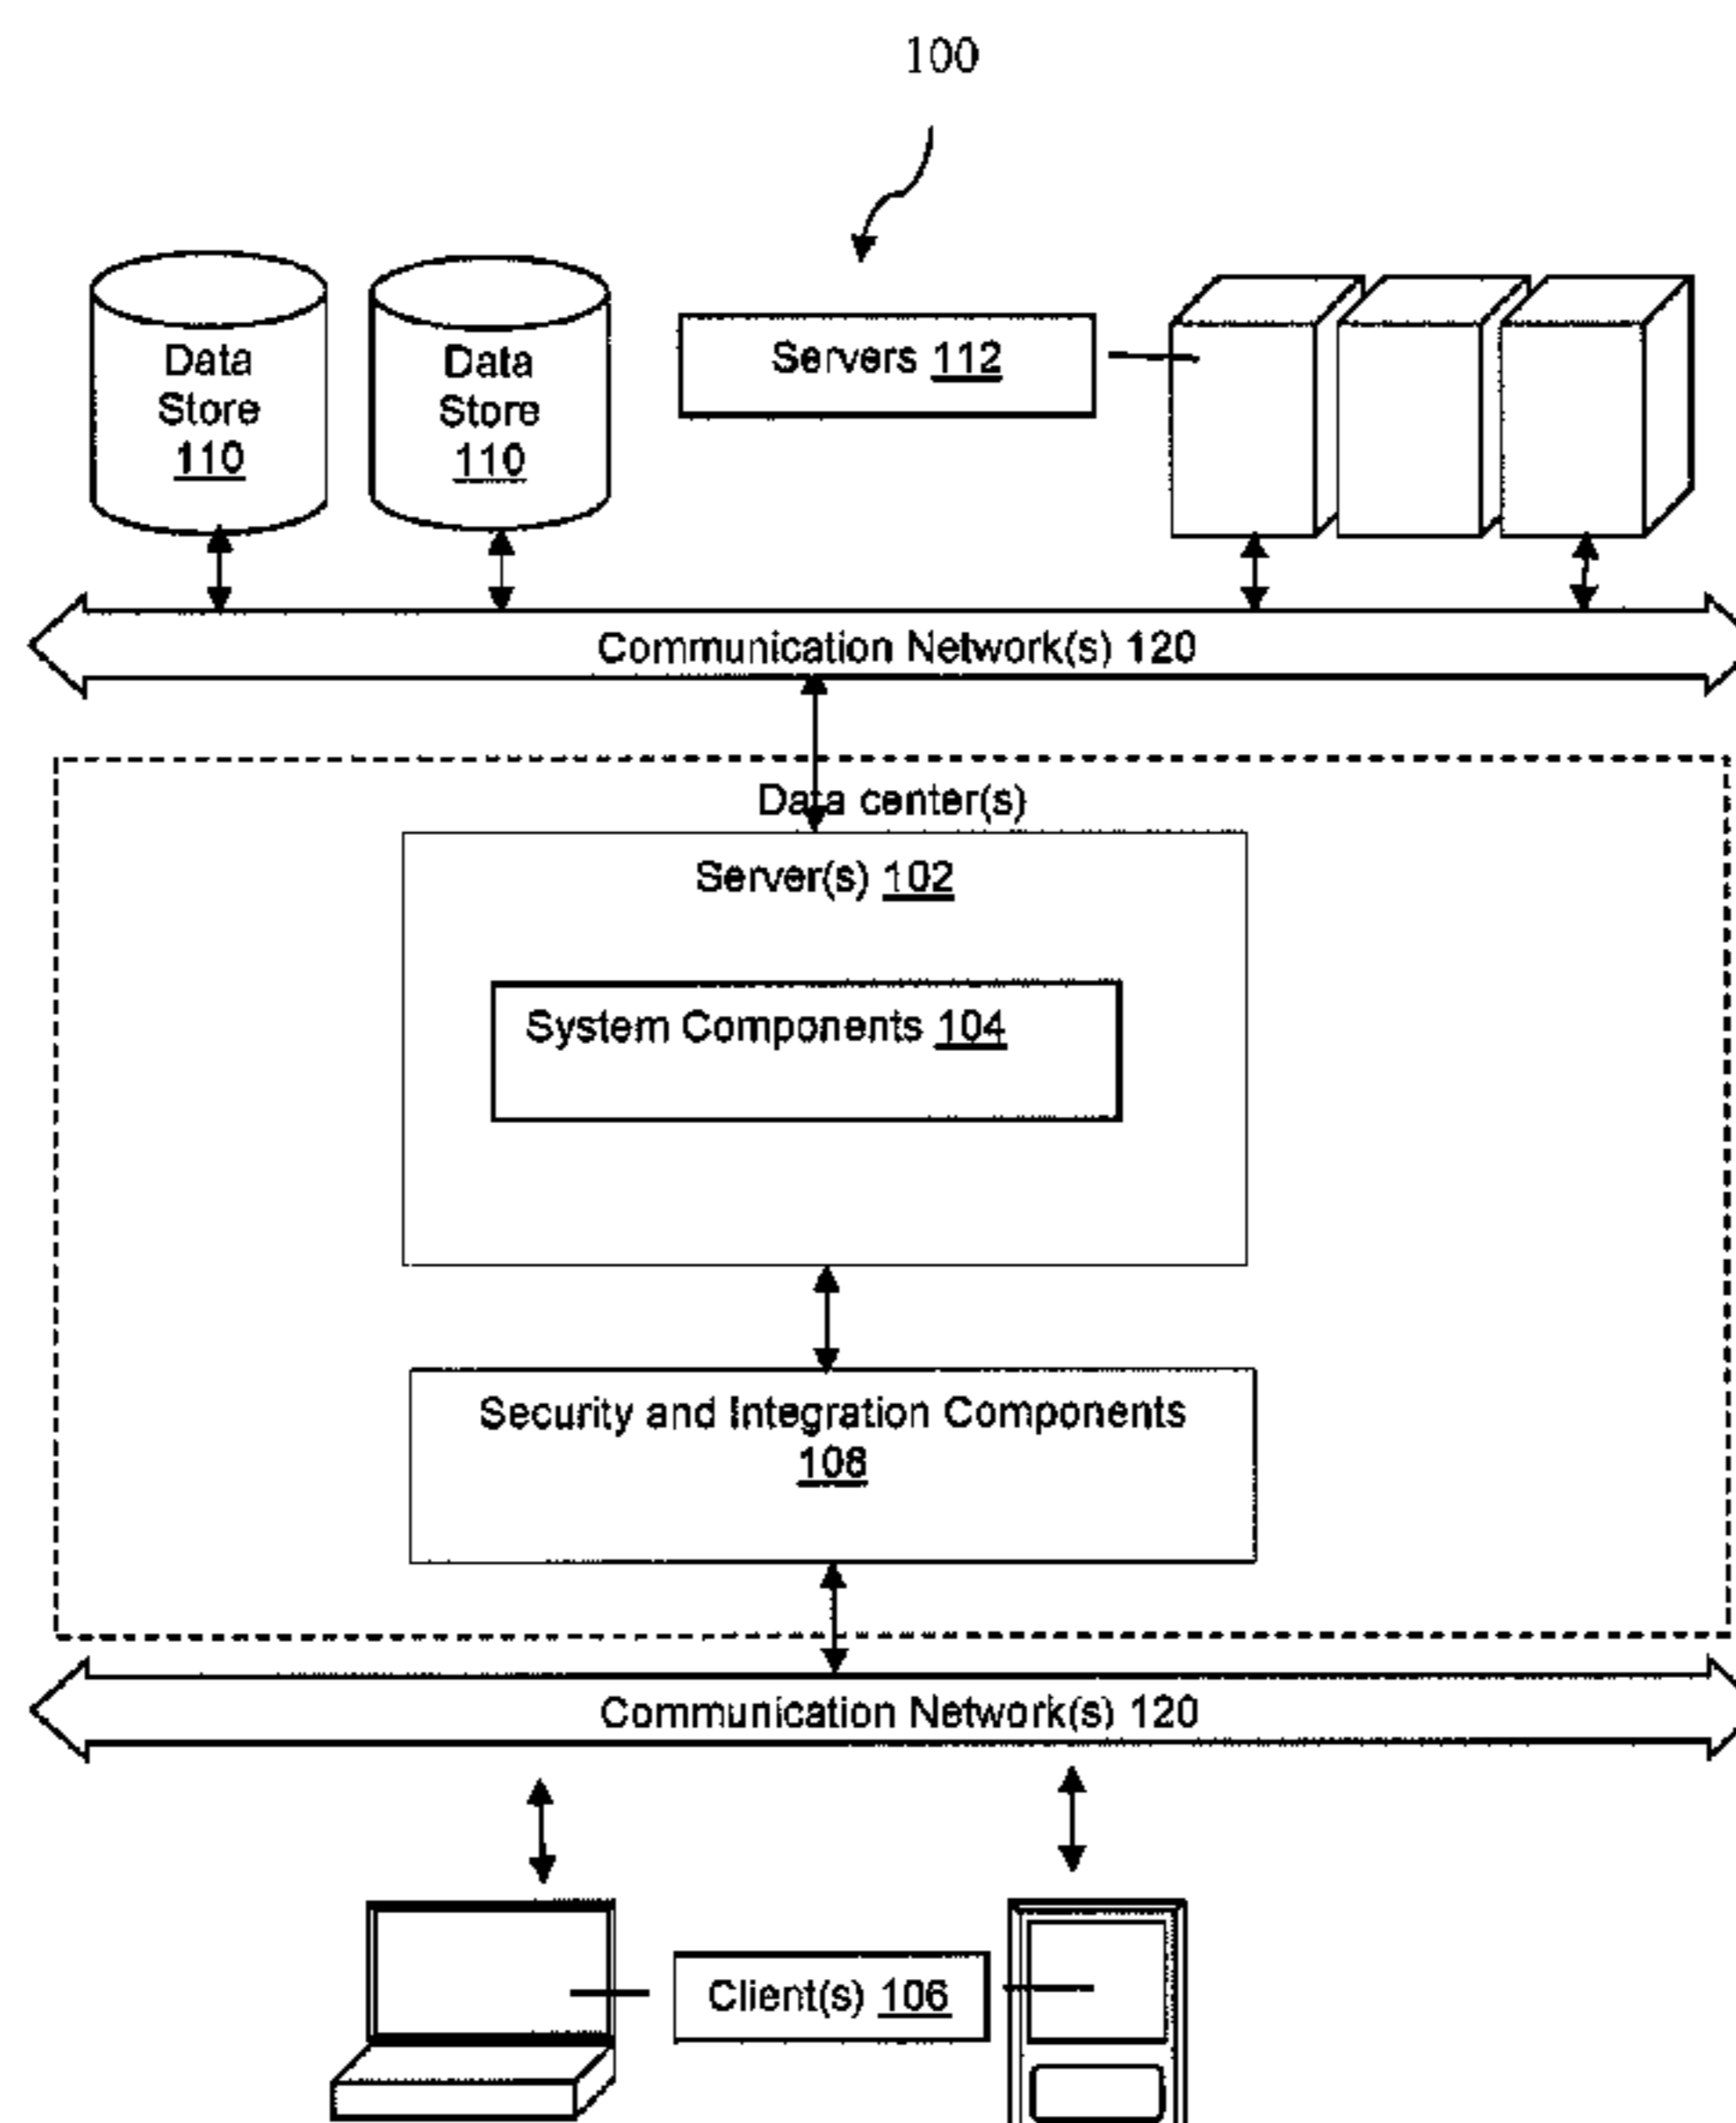 100
Data
Store
110
Data
Store
110
Servers 112
Communication Network(s) 120
Data center(s)
Server(s) 102
System Components 104
Security and Integration Components
108
Communication Network(s) 120
Client(s) 106